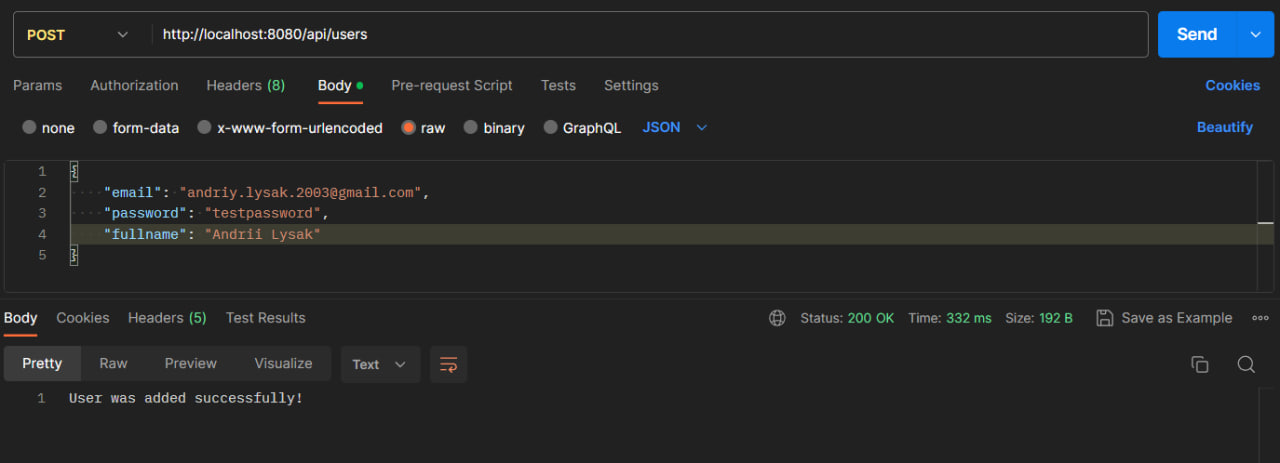 POST http://localhost:8080/api/users Send
Params Authorization Headers (8) Body Pre-request Script Tests Settings Cookies
none form-data x-www-form-urlencoded raw binary GraphQL JSON Beautify
1 {
2 "email": "andriy.lysak.2003@gmail.com",
3 "password": "testpassword",
4 "fullname": "Andrii Lysak"
5 }
Body Cookies Headers (5) Test Results Status: 200 OK Time: 332 ms Size: 192 B Save as Example
Pretty Raw Preview Visualize Text
1 User was added successfully!